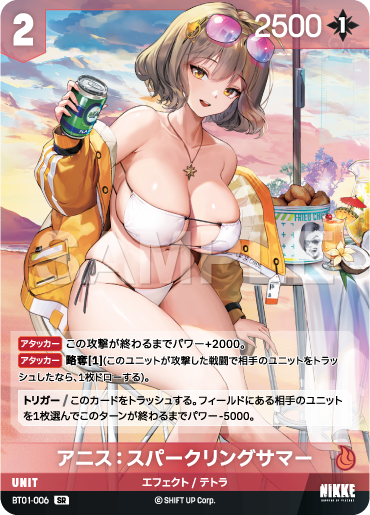 2
2500
1
FRIED CHI
SAMPLE
アタッカー この攻撃が終わるまでパワー+2000。
アタッカー 略奪[1](このユニットが攻撃した戦闘で相手のユニットをトラッ
シュしたなら、1枚ドローする)。
トリガー / このカードをトラッシュする。フィールドにある相手のユニット
を1枚選んでこのターンが終わるまでパワー-5000。
アニス：スパークリングサマー
UNIT
エフェクト / テトラ
BT01-006 SR
© SHIFT UP Corp.
NIKKE